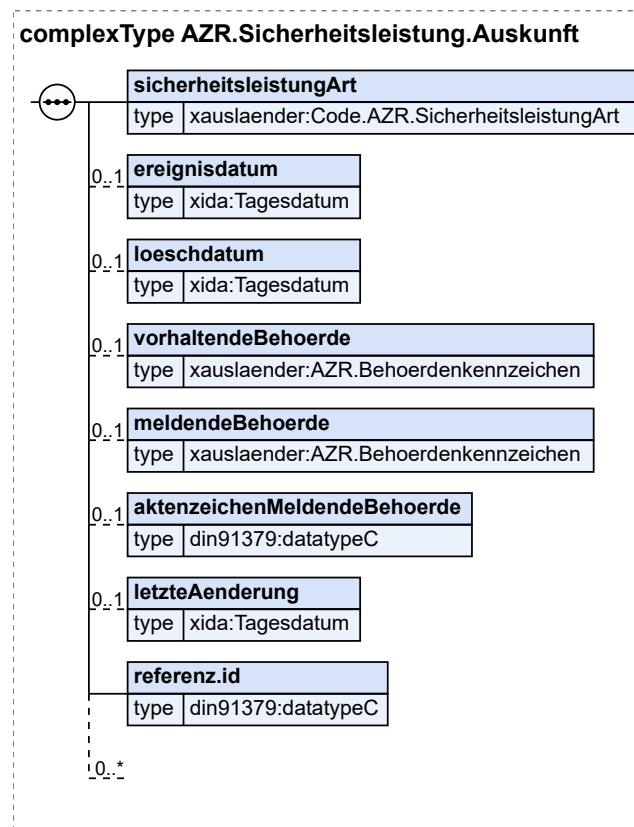 complexType AZR.Sicherheitsleistung.Auskunft
sicherheitsleistungArt
type xauslaender:Code.AZR.SicherheitsleistungArt
0..1 ereignisdatum
type xida:Tagesdatum
0..1 loeschdatum
type xida:Tagesdatum
0..1 vorhaltendeBehoerde
type xauslaender:AZR.Behoerdenkennzeichen
0..1 meldendeBehoerde
type xauslaender:AZR.Behoerdenkennzeichen
0..1 aktenzeichenMeldendeBehoerde
type din91379:datatypeC
0..1 letzteAenderung
type xida:Tagesdatum
referenz.id
type din91379:datatypeC
0..*